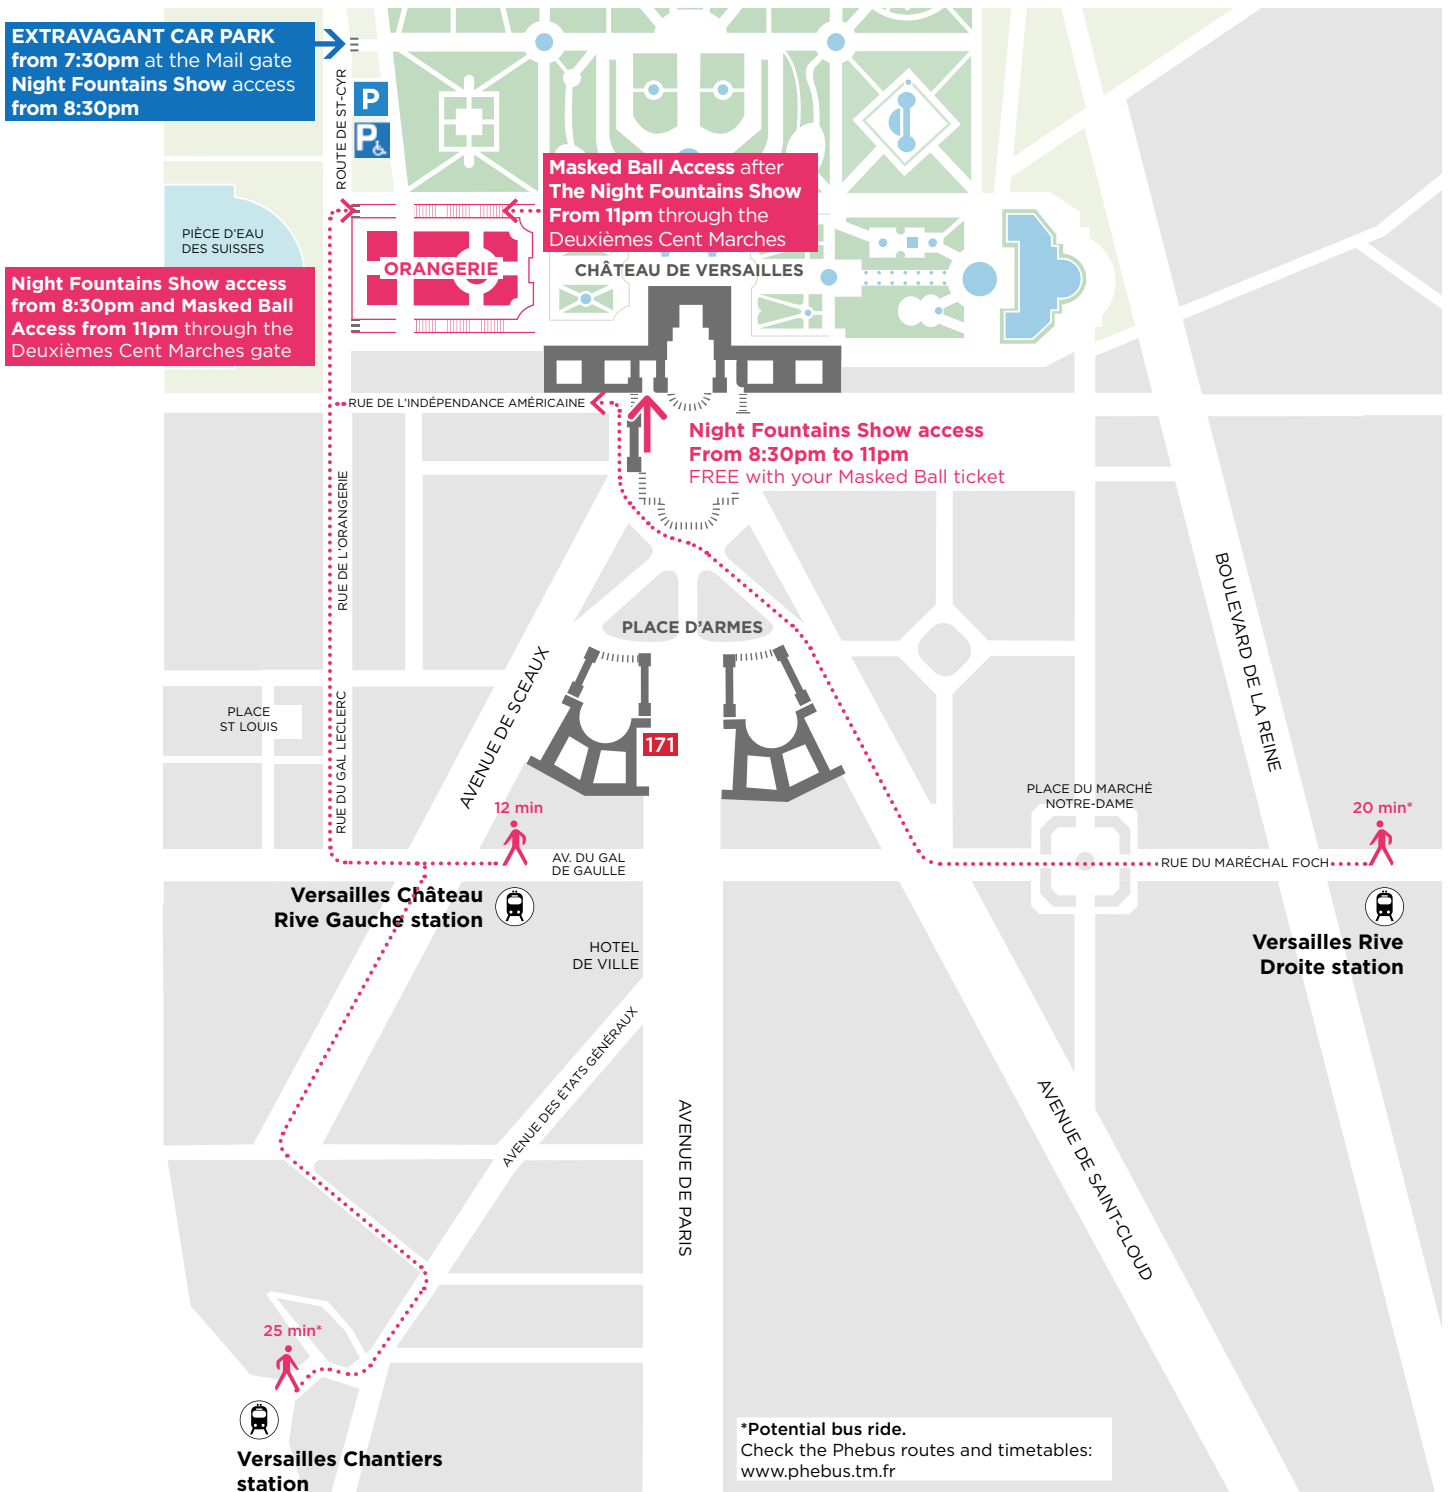 EXTRAVAGANT CAR PARK
from 7:30pm at the Mail gate
Night Fountains Show access
from 8:30pm
ROUTE DE ST-CYR
P
P
Masked Ball Access after
The Night Fountains Show
From 11pm through the
Deuxièmes Cent Marches
PIÈCE D'EAU
DES SUISSES
ORANGERIE
CHÂTEAU DE VERSAILLES
Night Fountains Show access
from 8:30pm and Masked Ball
Access from 11pm through the
Deuxièmes Cent Marches gate
RUE DE L'INDÉPENDANCE AMÉRICAINE
Night Fountains Show access
From 8:30pm to 11pm
FREE with your Masked Ball ticket
RUE DE L'ORANGERIE
BOULEVARD DE LA REINE
PLACE D'ARMES
AVENUE DE SCEAUX
PLACE
ST LOUIS
RUE DU GAL LECLERC
171
PLACE DU MARCHÉ
NOTRE-DAME
12 min
20 min*
AV. DU GAL
DE GAULLE
RUE DU MARÉCHAL FOCH
Versailles Château
Rive Gauche station
HOTEL
DE VILLE
Versailles Rive
Droite station
AVENUE DES ÉTATS GÉNÉRAUX
AVENUE DE PARIS
AVENUE DE SAINT-CLOUD
25 min*
Versailles Chantiers
station
*Potential bus ride.
Check the Phebus routes and timetables:
www.phebus.tm.fr